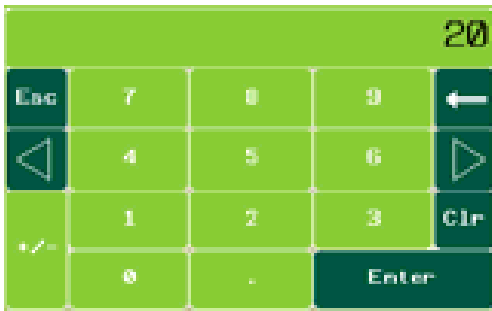 20
Esc 7 8 9 ←
◁ 4 5 6 ▷
1 2 3 Clr
+/-
0 . Enter